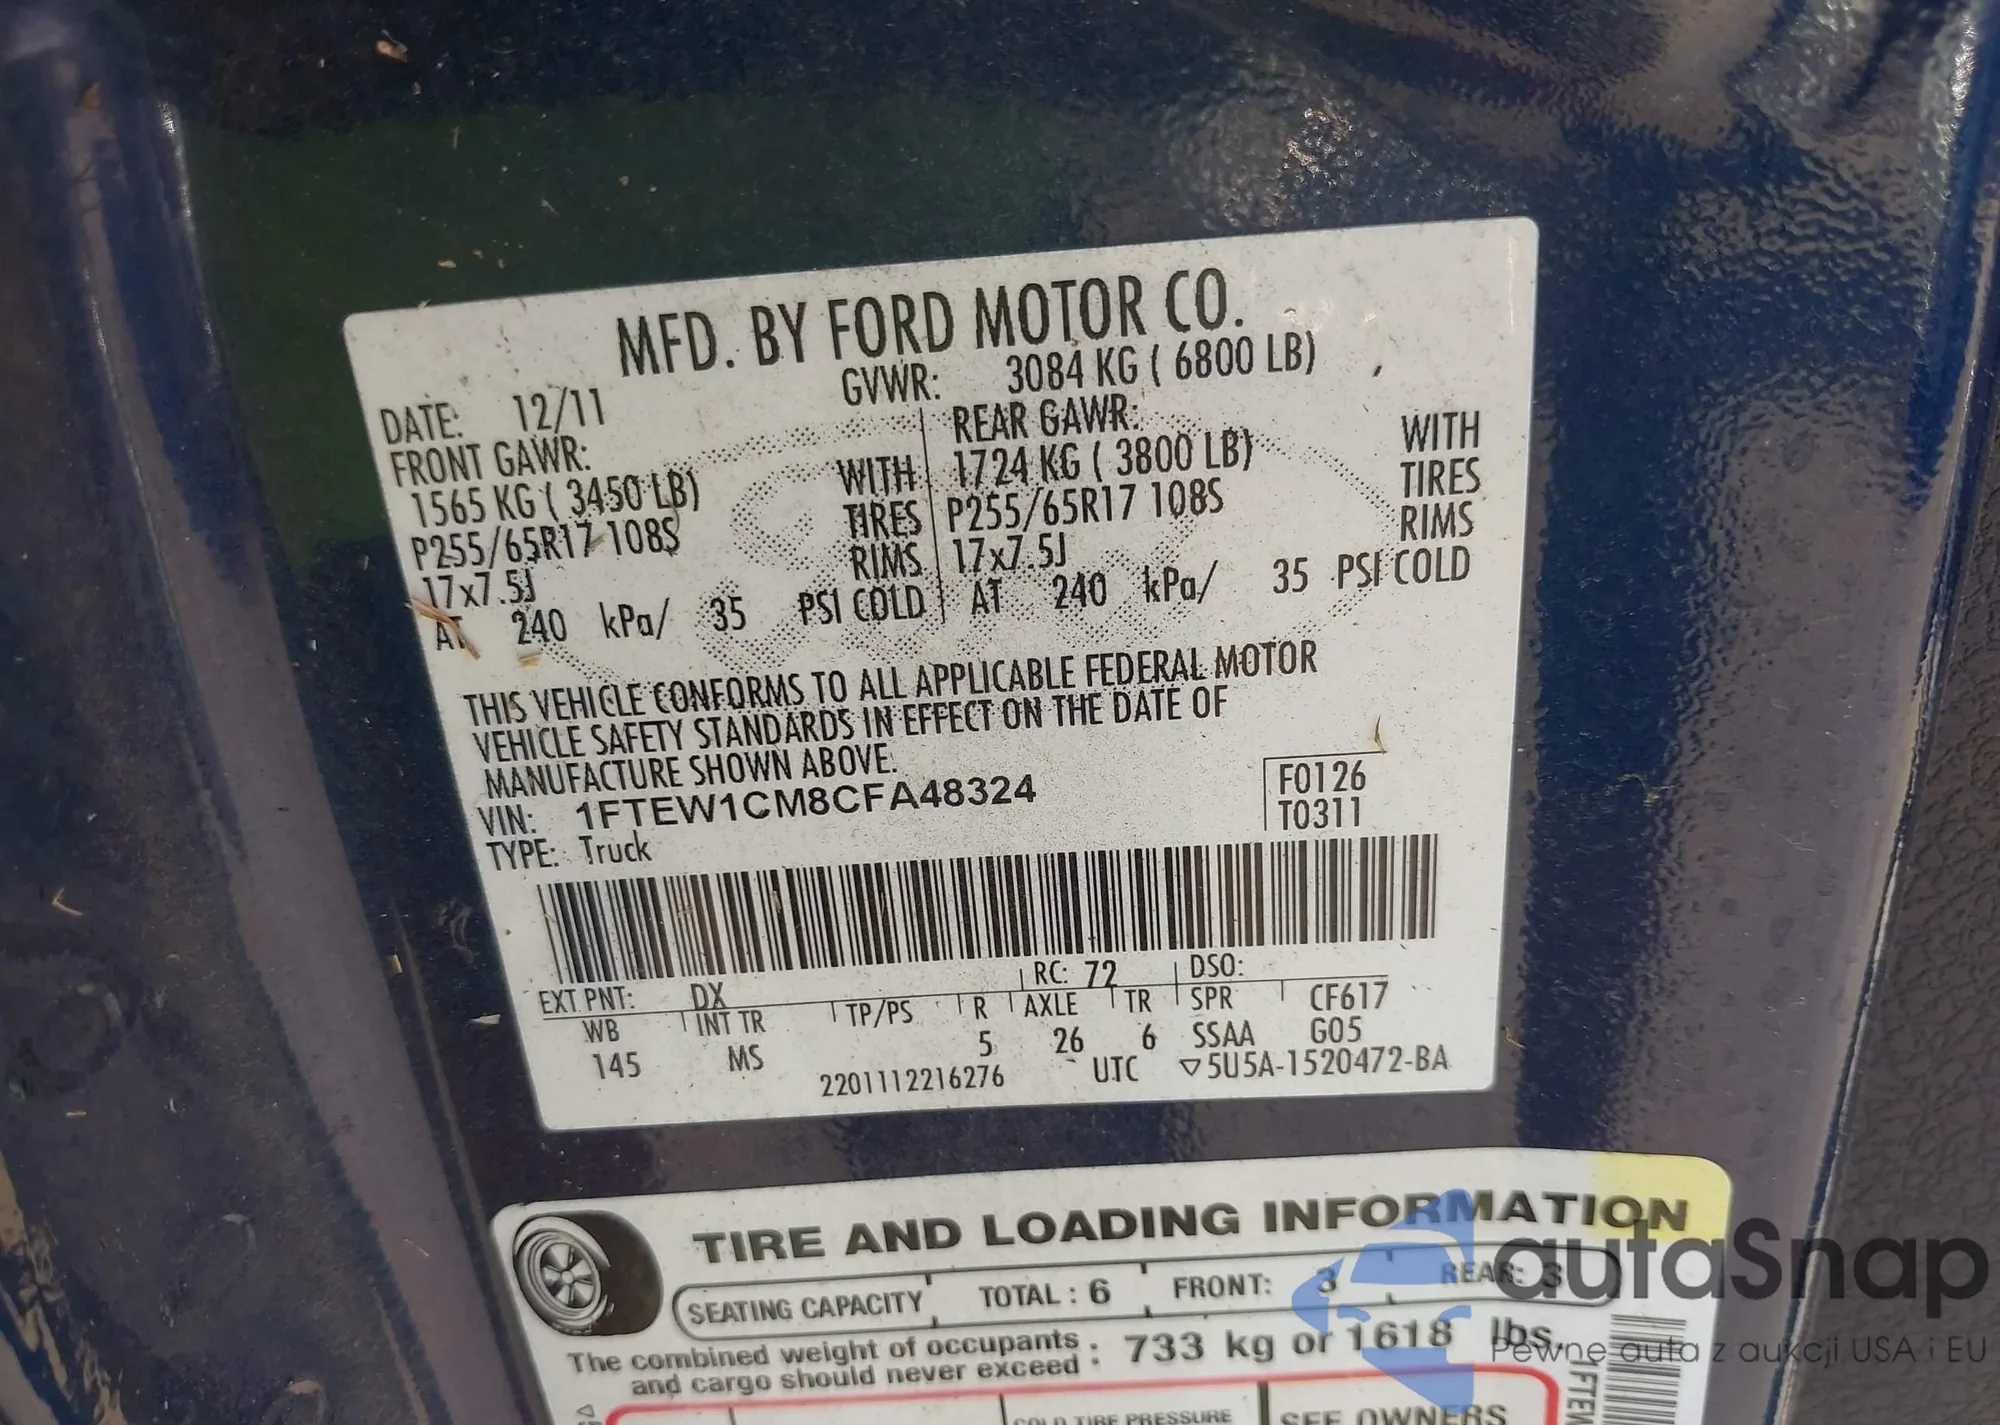 MFD. BY FORD MOTOR CO.
DATE: 12/11 GVWR: 3084 KG ( 6800 LB)
FRONT GAWR: REAR GAWR:
1565 KG ( 3450 LB) WITH 1724 KG ( 3800 LB) WITH
P255/65R17 108S TIRES P255/65R17 108S TIRES
17x7.5J RIMS 17x7.5J RIMS
AT 240 kPa/ 35 PSI COLD AT 240 kPa/ 35 PSI COLD
THIS VEHICLE CONFORMS TO ALL APPLICABLE FEDERAL MOTOR
VEHICLE SAFETY STANDARDS IN EFFECT ON THE DATE OF
MANUFACTURE SHOWN ABOVE.
VIN: 1FTEW1CM8CFA48324 F0126
TYPE: Truck T0311
EXT PNT: DX RC: 72 DSO:
WB INT TR TP/PS R AXLE TR SPR CF617
145 MS 5 26 6 SSAA G05
2201112216276 UTC ▽5U5A-1520472-BA
TIRE AND LOADING INFORMATION
SEATING CAPACITY TOTAL : 6 FRONT: 3 REAR: 3
The combined weight of occupants : 733 kg or 1618 lbs.
and cargo should never exceed :
COLD TIRE PRESSURE SEE OWNERS
1FTEW
autaSnap
Pewne auta z aukcji USA i EU